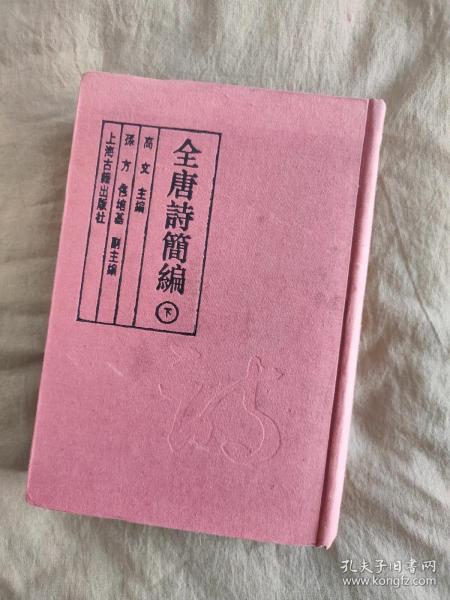 全唐詩簡編 下
高文 主編
孫方 佟培基 副主編
上海古籍出版社
孔夫子旧书网
www.kongfz.com